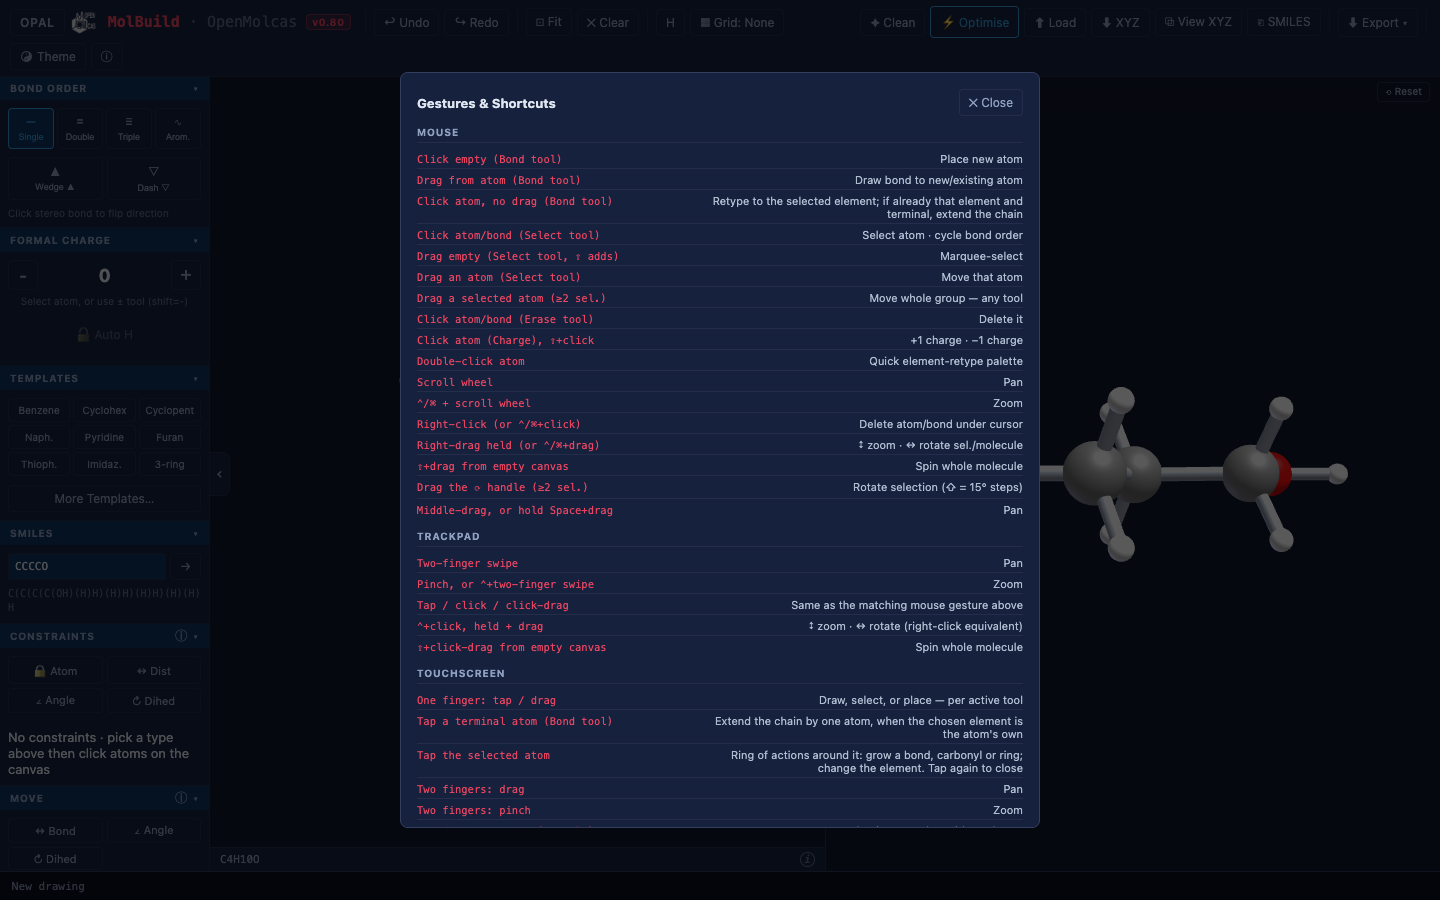 OPAL MolBuild · OpenMolcas v0.80 ↩ Undo ↪ Redo ⊡ Fit ✕ Clear H ▦ Grid: None ✦ Clean ⚡ Optimise ⬆ Load ⬇ XYZ ⧉ View XYZ ⧉ SMILES ⬇ Export ▾
Theme ⓘ
BOND ORDER
Single Double Triple Arom.
Wedge ▲ Dash ▽
Click stereo bond to flip direction
FORMAL CHARGE
- 0 +
Select atom, or use ± tool (shift=-)
🔒 Auto H
TEMPLATES
Benzene Cyclohex Cyclopent
Naph. Pyridine Furan
Thioph. Imidaz. 3-ring
More Templates...
SMILES
CCCCO →
C(C(C(C(OH)(H)H)(H)H)(H)H)(H)(H)
H
CONSTRAINTS ⓘ
🔒 Atom ↔ Dist
∠ Angle ↻ Dihed
No constraints · pick a type
above then click atoms on the
canvas
MOVE ⓘ
↔ Bond ∠ Angle
↻ Dihed
Gestures & Shortcuts ✕ Close
MOUSE
Click empty (Bond tool) Place new atom
Drag from atom (Bond tool) Draw bond to new/existing atom
Click atom, no drag (Bond tool) Retype to the selected element; if already that element and
terminal, extend the chain
Click atom/bond (Select tool) Select atom · cycle bond order
Drag empty (Select tool, ⇧ adds) Marquee-select
Drag an atom (Select tool) Move that atom
Drag a selected atom (≥2 sel.) Move whole group — any tool
Click atom/bond (Erase tool) Delete it
Click atom (Charge), ⇧+click +1 charge · −1 charge
Double-click atom Quick element-retype palette
Scroll wheel Pan
⌃/⌘ + scroll wheel Zoom
Right-click (or ⌃/⌘+click) Delete atom/bond under cursor
Right-drag held (or ⌃/⌘+drag) ↕ zoom · ↔ rotate sel./molecule
⇧+drag from empty canvas Spin whole molecule
Drag the ⟳ handle (≥2 sel.) Rotate selection (⇧ = 15° steps)
Middle-drag, or hold Space+drag Pan
TRACKPAD
Two-finger swipe Pan
Pinch, or ⌃+two-finger swipe Zoom
Tap / click / click-drag Same as the matching mouse gesture above
⌃+click, held + drag ↕ zoom · ↔ rotate (right-click equivalent)
⇧+click-drag from empty canvas Spin whole molecule
TOUCHSCREEN
One finger: tap / drag Draw, select, or place — per active tool
Tap a terminal atom (Bond tool) Extend the chain by one atom, when the chosen element is
the atom's own
Tap the selected atom Ring of actions around it: grow a bond, carbonyl or ring;
change the element. Tap again to close
Two fingers: drag Pan
Two fingers: pinch Zoom
Reset
C4H10O
New drawing